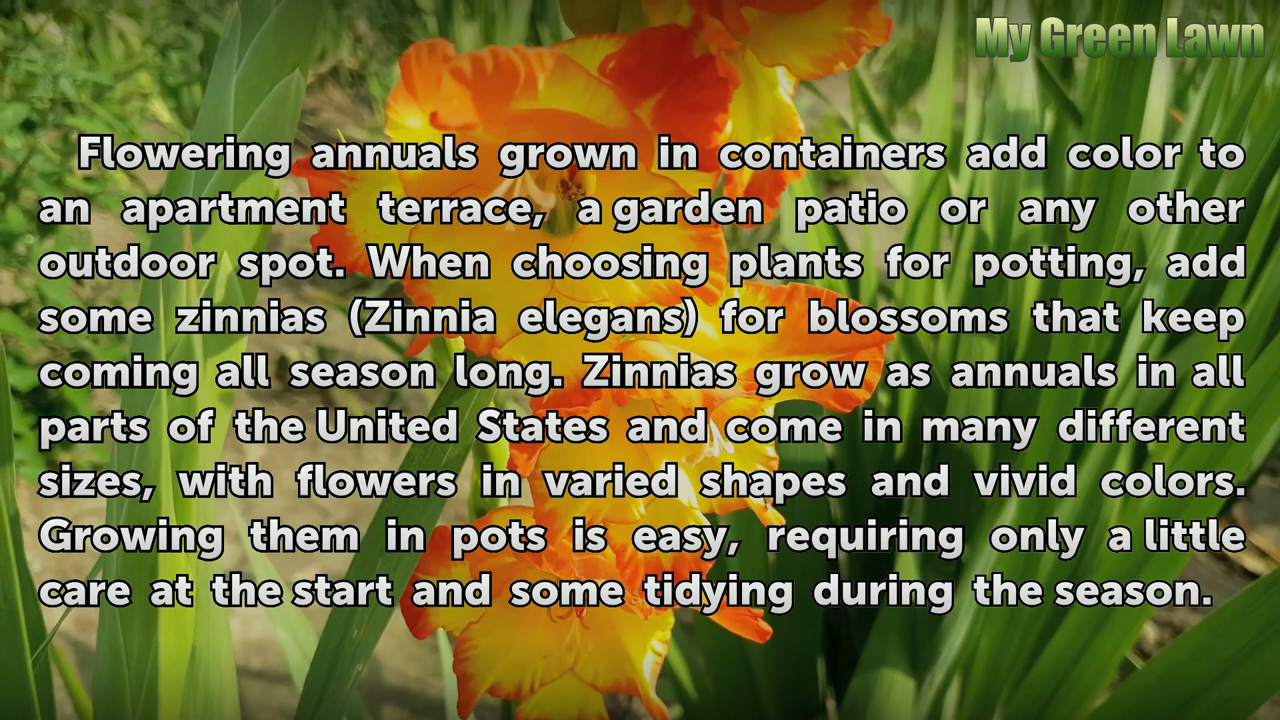 My Green Lawn
Flowering annuals grown in containers add color to
an apartment terrace, a garden patio or any other
outdoor spot. When choosing plants for potting, add
some zinnias (Zinnia elegans) for blossoms that keep
coming all season long. Zinnias grow as annuals in all
parts of the United States and come in many different
sizes, with flowers in varied shapes and vivid colors.
Growing them in pots is easy, requiring only a little
care at the start and some tidying during the season.